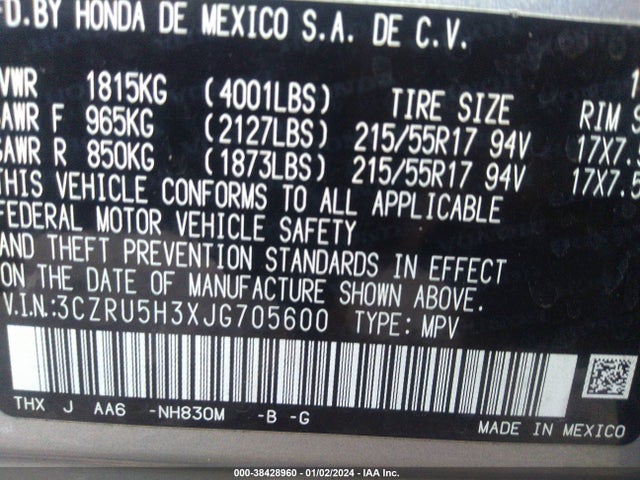 FD.BY HONDA DE MEXICO S.A. DE C.V.
VWR 1815KG (4001LBS) TIRE SIZE RIM
AWR F 965KG (2127LBS) 215/55R17 94V 17X7.5
AWR R 850KG (1873LBS) 215/55R17 94V 17X7.5
THIS VEHICLE CONFORMS TO ALL APPLICABLE
FEDERAL MOTOR VEHICLE SAFETY
AND THEFT PREVENTION STANDARDS IN EFFECT
ON THE DATE OF MANUFACTURE SHOWN ABOVE.
V.I.N.:3CZRU5H3XJG705600 TYPE: MPV
THX J AA6 -NH830M -B -G
MADE IN MEXICO
000-38428960 - 01/02/2024 - IAA Inc.